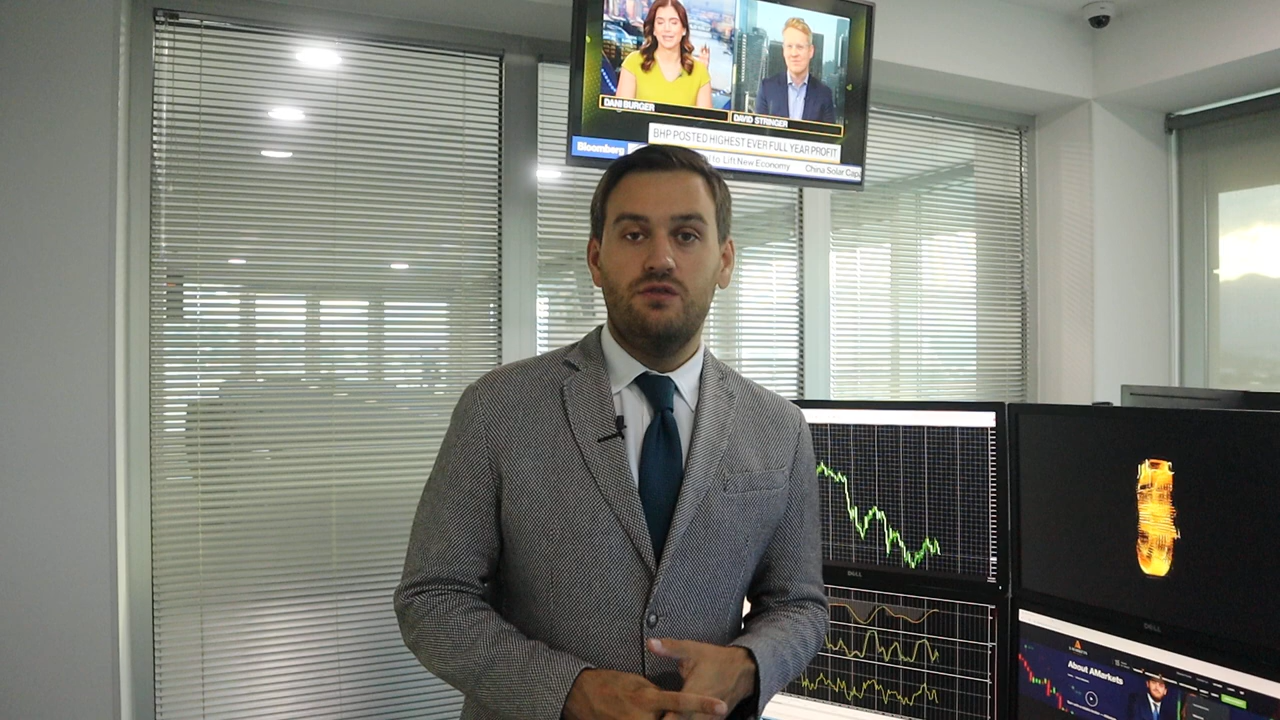 DANI BURGER
DAVID STRINGER
BHP POSTED HIGHEST EVER FULL YEAR PROFIT
Bloomberg
to Lift New Economy China Solar Capa
DELL
DELL
About AMarkets